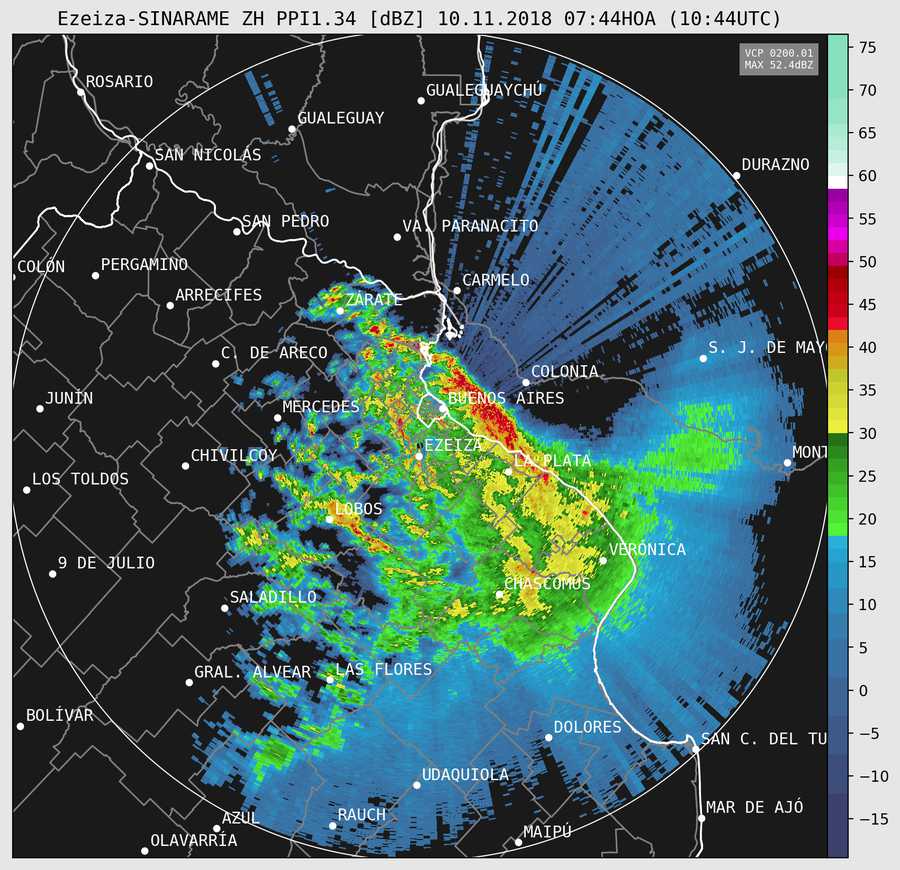 Ezeiza-SINARAME ZH PPI1.34 [dBZ] 10.11.2018 07:44HOA (10:44UTC)
VCP 0200.01
MAX 52.4dBZ
75
70
65
60
55
50
45
40
35
30
25
20
15
10
5
0
−5
−10
−15
ROSARIO
GUALEGUAYCHÚ
GUALEGUAY
SAN NICOLÁS
DURAZNO
SAN PEDRO
VA. PARANACITO
COLÓN
PERGAMINO
CARMELO
ARRECIFES
ZÁRATE
C. DE ARECO
S. J. DE MAY
COLONIA
JUNÍN
MERCEDES
BUENOS AIRES
EZEIZA
CHIVILCOY
LA PLATA
MONT
LOS TOLDOS
LOBOS
VERÓNICA
9 DE JULIO
CHASCOMÚS
SALADILLO
GRAL. ALVEAR
LAS FLORES
BOLÍVAR
DOLORES
SAN C. DEL TU
UDAQUIOLA
MAR DE AJÓ
AZUL
RAUCH
MAIPÚ
OLAVARRÍA